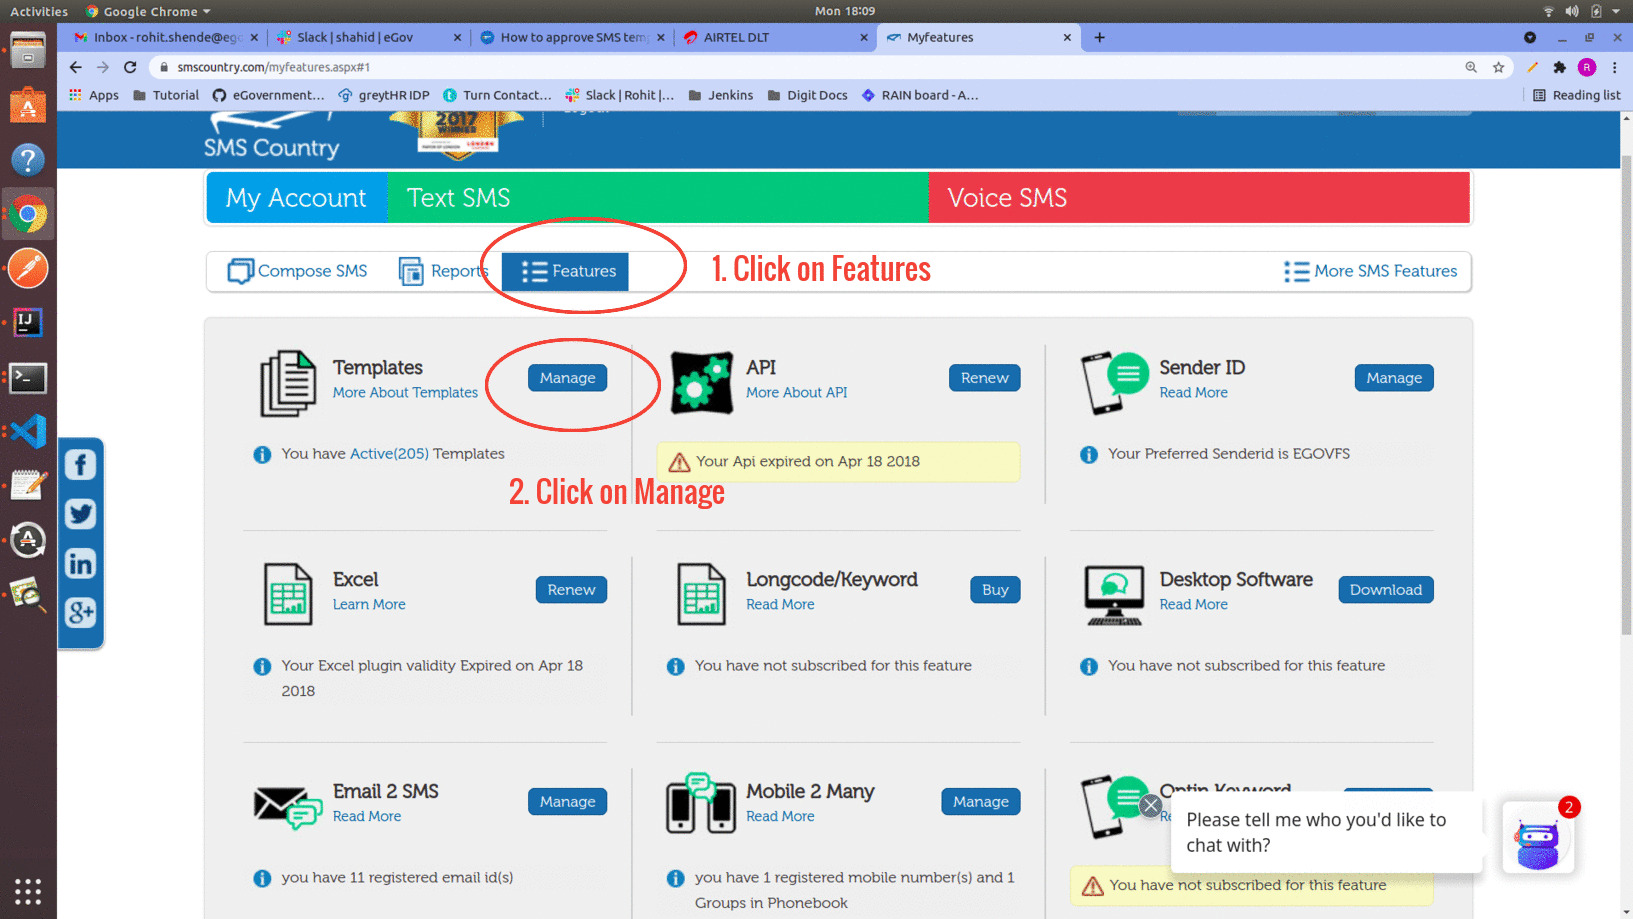 Activities Google Chrome Mon 18:09
Inbox - rohit.shende@ego Slack | shahid | eGov How to approve SMS temp AIRTEL DLT Myfeatures
smscountry.com/myfeatures.aspx#1 R
Apps Tutorial eGovernment... greytHR IDP Turn Contact... Slack | Rohit |... Jenkins Digit Docs RAIN board - A... Reading list
2017
WINNER
SMS Country
My Account Text SMS Voice SMS
Compose SMS Reports Features 1. Click on Features More SMS Features
Templates Manage
More About Templates
You have Active(205) Templates
API Renew
More About API
Your Api expired on Apr 18 2018
Sender ID Manage
Read More
Your Preferred Senderid is EGOVFS
2. Click on Manage
Excel Renew
Learn More
Your Excel plugin validity Expired on Apr 18
2018
Longcode/Keyword Buy
Read More
You have not subscribed for this feature
Desktop Software Download
Read More
You have not subscribed for this feature
Email 2 SMS Manage
Read More
you have 11 registered email id(s)
Mobile 2 Many Manage
Read More
you have 1 registered mobile number(s) and 1
Groups in Phonebook
Optin Keyword
You have not subscribed for this feature
Please tell me who you'd like to
chat with?
2